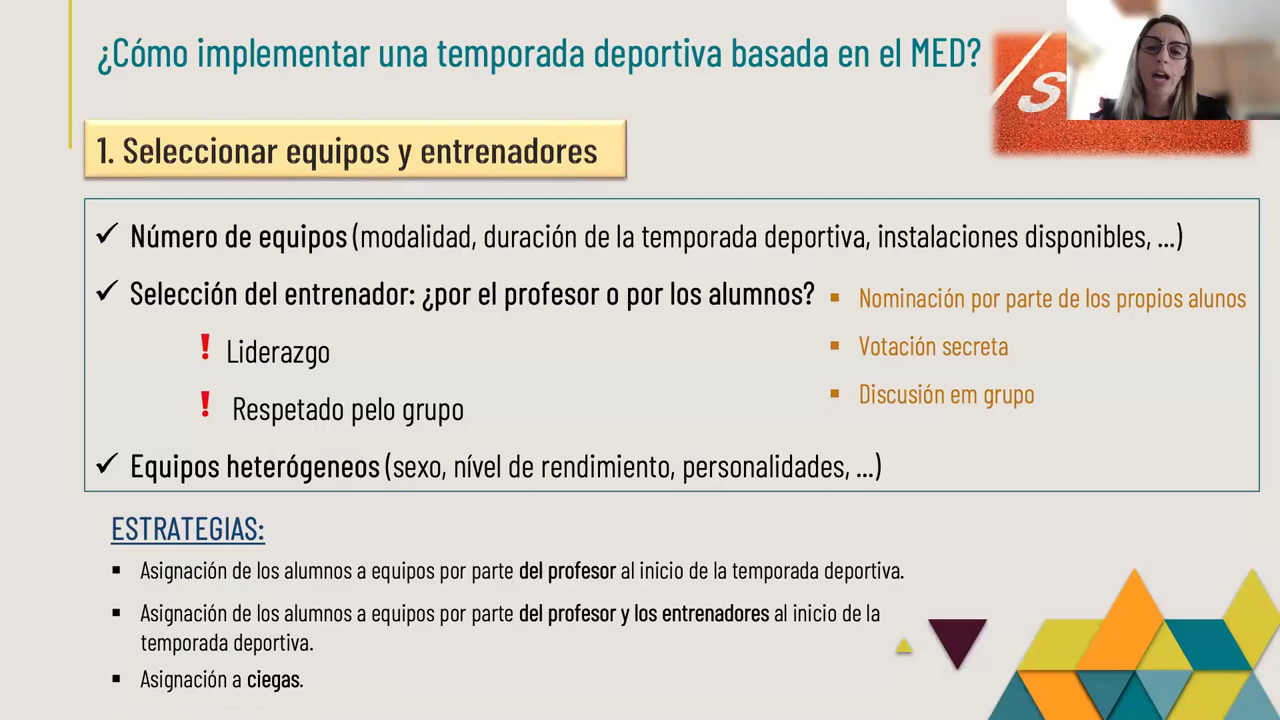 ¿Cómo implementar una temporada deportiva basada en el MED?
S
1. Seleccionar equipos y entrenadores
✓ Número de equipos (modalidad, duración de la temporada deportiva, instalaciones disponibles, ...)
✓ Selección del entrenador: ¿por el profesor o por los alumnos?
▪ Nominación por parte de los propios alunos
! Liderazgo
▪ Votación secreta
! Respetado pelo grupo
▪ Discusión em grupo
✓ Equipos heterógeneos (sexo, nível de rendimiento, personalidades, ...)
ESTRATEGIAS:
▪ Asignación de los alumnos a equipos por parte del profesor al inicio de la temporada deportiva.
▪ Asignación de los alumnos a equipos por parte del profesor y los entrenadores al inicio de la
temporada deportiva.
▪ Asignación a ciegas.